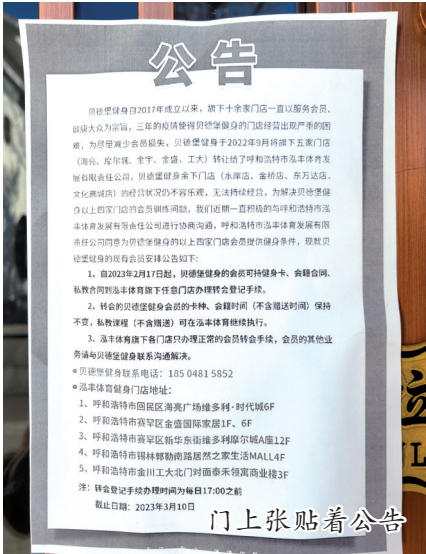 公告
贝德堡健身自2017年成立以来，旗下十余家门店一直以服务会员、
健康大众为宗旨，三年的疫情使得贝德堡健身的门店经营出现严重的困
难，为尽量减少会员损失，贝德堡健身于2022年9月将旗下五家门店
（海亮、摩尔城、金宇、金盛、工大）转让给了呼和浩特市泓丰体育发
展有限责任公司，贝德堡健身余下门店（水岸店、金桥店、东万达店、
文化商城店）的经营状况仍不容乐观，无法持续经营，为解决贝德堡健
身以上四家门店的会员训练问题，我们近期一直积极的与呼和浩特市泓
丰体育发展有限责任公司进行协商沟通，呼和浩特市泓丰体育发展有限
责任公司同意为贝德堡健身的以上四家门店会员提供健身条件，现就贝
德堡健身的现有会员安排公告如下：
1、自2023年2月17日起，贝德堡健身的会员可持健身卡、会籍合同、
私教合同到泓丰体育旗下任意门店办理转会登记手续。
2、转会的贝德堡健身会员的卡种、会籍时间（不含赠送时间）保持
不变，私教课程（不含赠送）可在泓丰体育继续执行。
3、泓丰体育旗下各门店只办理正常的会员转会手续，会员的其他业
务请与贝德堡健身联系沟通解决。
贝德堡健身联系电话：185 0481 5852
泓丰体育健身门店地址：
1、呼和浩特市回民区海亮广场维多利·时代城6F
2、呼和浩特市赛罕区金盛国际家居1F、6F
3、呼和浩特市赛罕区新华东街维多利摩尔城A座12F
4、呼和浩特市锡林郭勒南路居然之家生活MALL4F
5、呼和浩特市金川工大北门对面泰禾领寓商业楼3F
注：转会登记手续办理时间为每日17:00之前
截止日期：2023年3月10日
门上张贴着公告